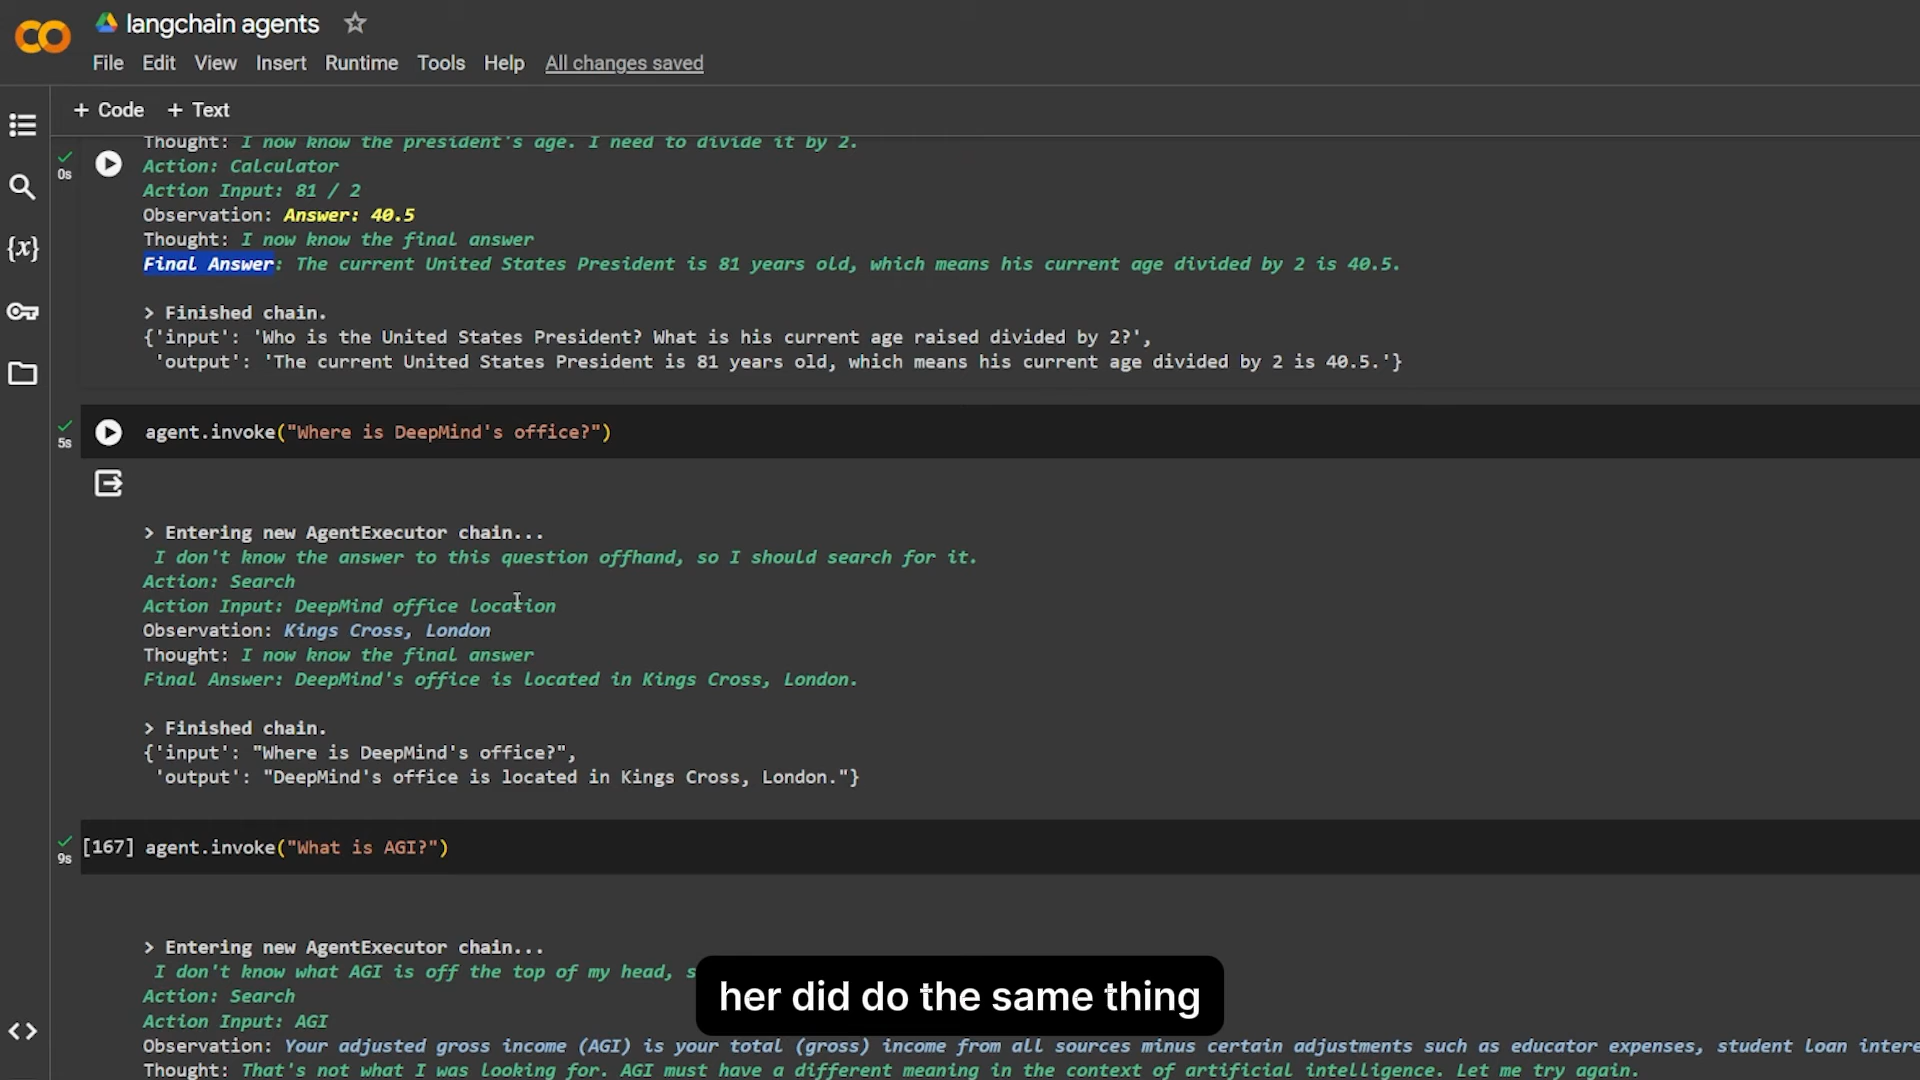 langchain agents
File Edit View Insert Runtime Tools Help All changes saved
+ Code + Text
Thought: I now know the president's age. I need to divide it by 2.
0s
Action: Calculator
Action Input: 81 / 2
Observation: Answer: 40.5
Thought: I now know the final answer
Final Answer: The current United States President is 81 years old, which means his current age divided by 2 is 40.5.
> Finished chain.
{'input': 'Who is the United States President? What is his current age raised divided by 2?',
'output': 'The current United States President is 81 years old, which means his current age divided by 2 is 40.5.'}
5s
agent.invoke("Where is DeepMind's office?")
> Entering new AgentExecutor chain...
I don't know the answer to this question offhand, so I should search for it.
Action: Search
Action Input: DeepMind office location
Observation: Kings Cross, London
Thought: I now know the final answer
Final Answer: DeepMind's office is located in Kings Cross, London.
> Finished chain.
{'input': "Where is DeepMind's office?",
'output': "DeepMind's office is located in Kings Cross, London."}
9s
[167] agent.invoke("What is AGI?")
> Entering new AgentExecutor chain...
I don't know what AGI is off the top of my head, s
her did do the same thing
Action: Search
Action Input: AGI
Observation: Your adjusted gross income (AGI) is your total (gross) income from all sources minus certain adjustments such as educator expenses, student loan intere
Thought: That's not what I was looking for. AGI must have a different meaning in the context of artificial intelligence. Let me try again.